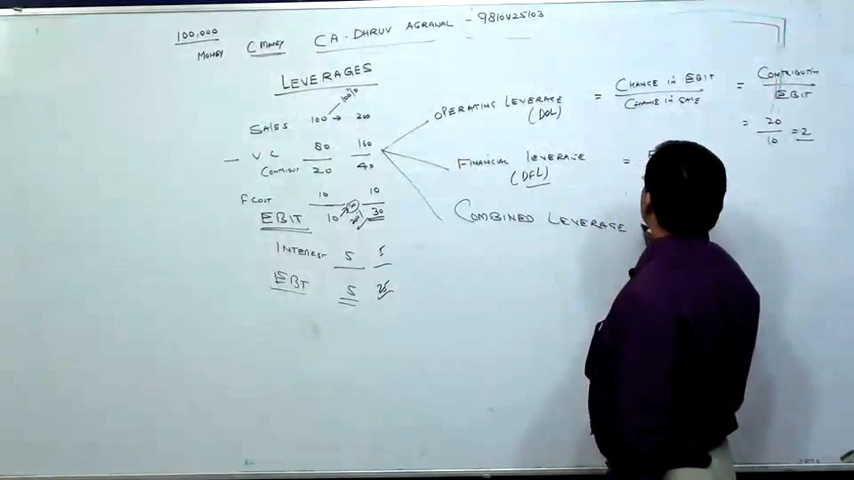 100,000
MONEY C MONEY CA. DHRUV AGRAWAL - 9810V25103
LEVERAGES
100%
SALES 100 → 200
- V C 80 160
20 40
F COST 10 10
EBIT 10 30
INTEREST 5 5
EBT 5 25
OPERATING LEVERAGE = CHANGE IN EBIT / CHANGE IN SALE = CONTRIBUTION / EBIT
(DOL) = 20 / 10 = 2
FINANCIAL LEVERAGE =
(DFL)
COMBINED LEVERAGE